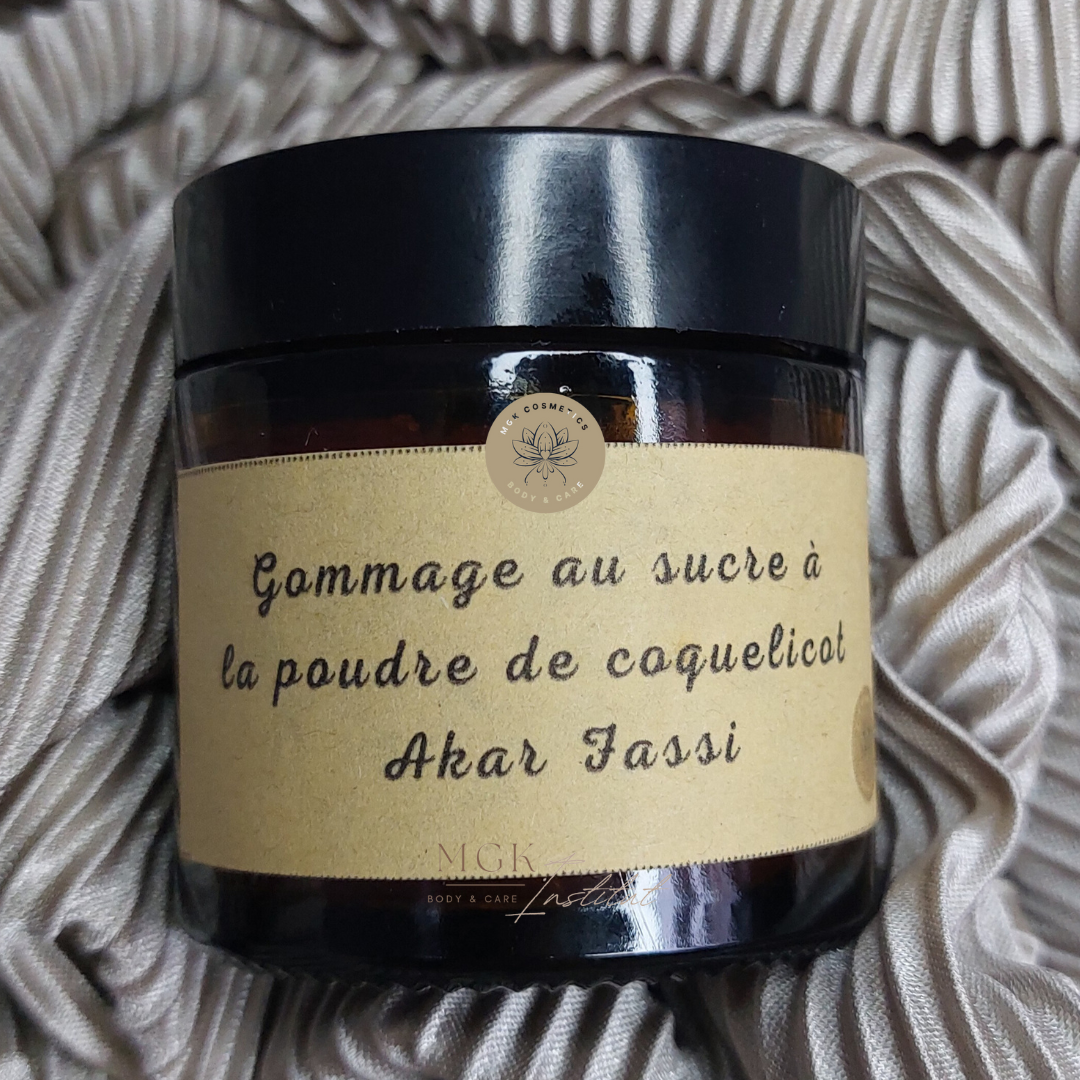 MGK COSMETICS
BODY & CARE
Gommage au sucre à
la poudre de coquelicot
Akar Fassi
MGK
BODY & CARE
Institut